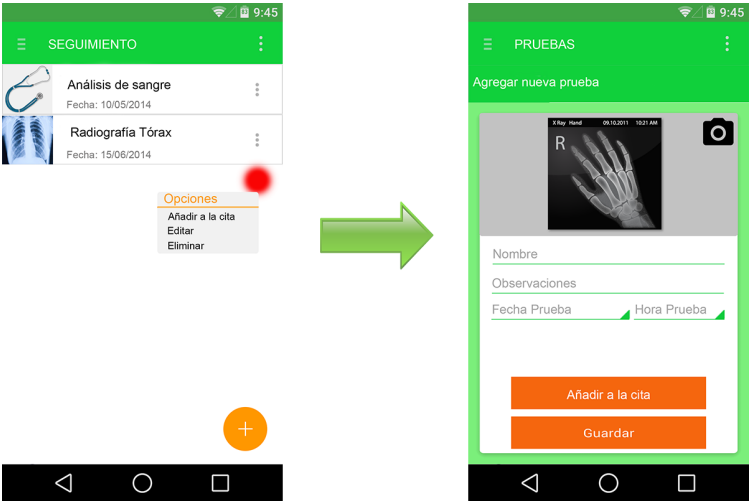 9:45
SEGUIMIENTO
Análisis de sangre
Fecha: 10/05/2014
Radiografía Tórax
Fecha: 15/06/2014
Opciones
Añadir a la cita
Editar
Eliminar
+
9:45
PRUEBAS
Agregar nueva prueba
X Ray Hand 09.10.2011 10:21 AM
R
Nombre
Observaciones
Fecha Prueba Hora Prueba
Añadir a la cita
Guardar